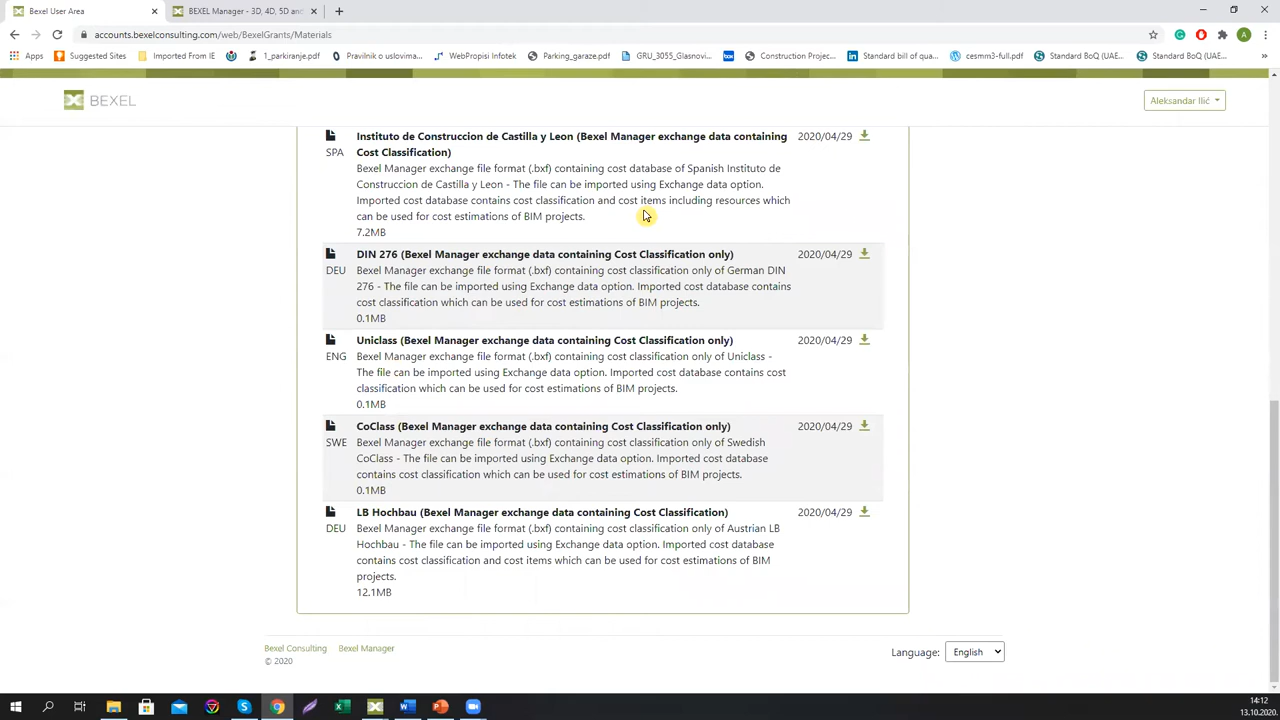 Bexel User Area
BEXEL Manager - 3D, 4D, 5D and
accounts.bexelconsulting.com/web/BexelGrants/Materials
A
Apps
Suggested Sites
Imported From IE
1_parkiranje.pdf
Pravilnik o uslovima...
WebPropisi Infotek
Parking_garaze.pdf
GRU_3055_Glasnovi...
Construction Projec...
Standard bill of qua...
cesmm3-full.pdf
Standard BoQ (UAE...
Standard BoQ (UAE...
BEXEL
Aleksandar Ilić
Instituto de Construccion de Castilla y Leon (Bexel Manager exchange data containing
2020/04/29
SPA
Cost Classification)
Bexel Manager exchange file format (.bxf) containing cost database of Spanish Instituto de
Construccion de Castilla y Leon - The file can be imported using Exchange data option.
Imported cost database contains cost classification and cost items including resources which
can be used for cost estimations of BIM projects.
7.2MB
DIN 276 (Bexel Manager exchange data containing Cost Classification only)
2020/04/29
DEU
Bexel Manager exchange file format (.bxf) containing cost classification only of German DIN
276 - The file can be imported using Exchange data option. Imported cost database contains
cost classification which can be used for cost estimations of BIM projects.
0.1MB
Uniclass (Bexel Manager exchange data containing Cost Classification only)
2020/04/29
ENG
Bexel Manager exchange file format (.bxf) containing cost classification only of Uniclass -
The file can be imported using Exchange data option. Imported cost database contains cost
classification which can be used for cost estimations of BIM projects.
0.1MB
CoClass (Bexel Manager exchange data containing Cost Classification only)
2020/04/29
SWE
Bexel Manager exchange file format (.bxf) containing cost classification only of Swedish
CoClass - The file can be imported using Exchange data option. Imported cost database
contains cost classification which can be used for cost estimations of BIM projects.
0.1MB
LB Hochbau (Bexel Manager exchange data containing Cost Classification)
2020/04/29
DEU
Bexel Manager exchange file format (.bxf) containing cost classification only of Austrian LB
Hochbau - The file can be imported using Exchange data option. Imported cost database
contains cost classification and cost items which can be used for cost estimations of BIM
projects.
12.1MB
Bexel Consulting
Bexel Manager
© 2020
Language:
English
14:12
13.10.2020.